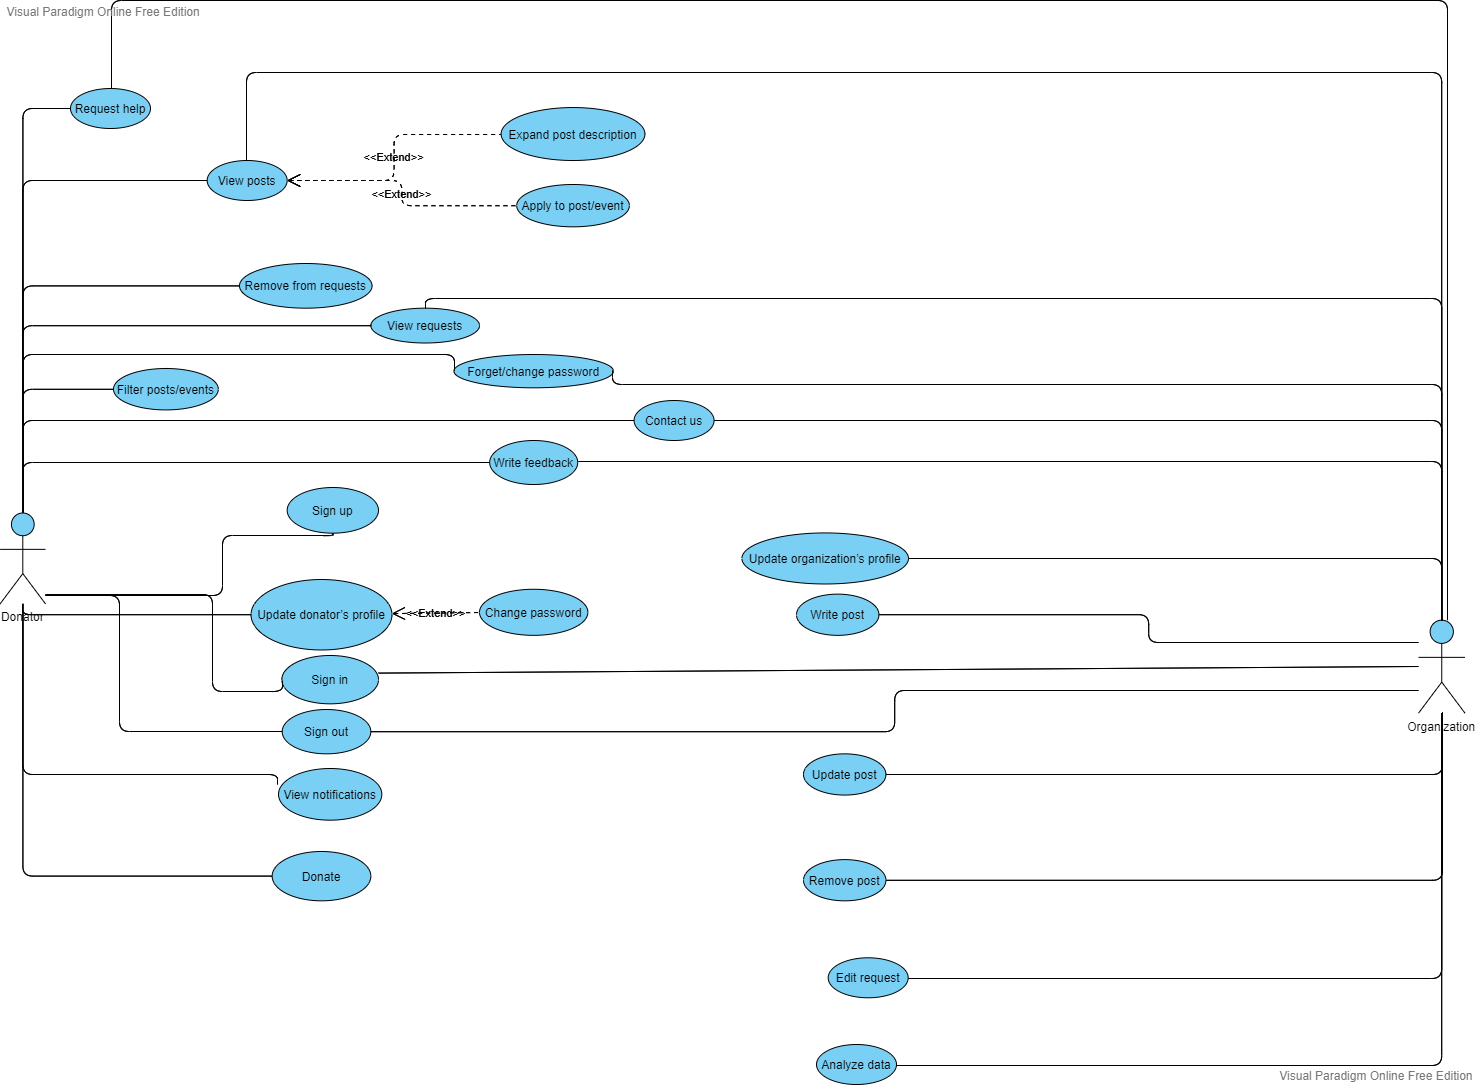 Visual Paradigm Online Free Edition
Request help
Expand post description
<<Extend>>
View posts
<<Extend>>
Apply to post/event
Remove from requests
View requests
Forget/change password
Filter posts/events
Contact us
Write feedback
Sign up
Update organization's profile
Donator
Update donator's profile
<<Extend>>
Change password
Write post
Sign in
Sign out
Organization
Update post
View notifications
Donate
Remove post
Edit request
Analyze data
Visual Paradigm Online Free Edition